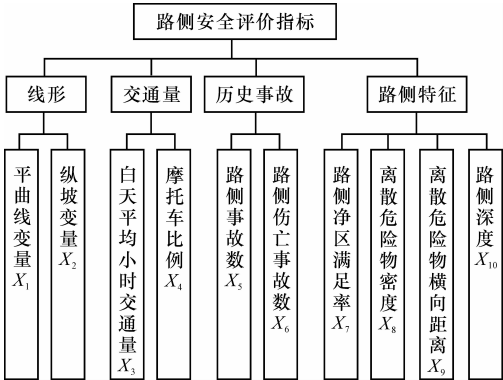 路侧安全评价指标
线形
交通量
历史事故
路侧特征
平曲线变量X₁
纵坡变量X₂
白天平均小时交通量X₃
摩托车比例X₄
路侧事故数X₅
路侧伤亡事故数X₆
路侧净区满足率X₇
离散危险物密度X₈
离散危险物横向距离X₉
路侧深度X₁₀